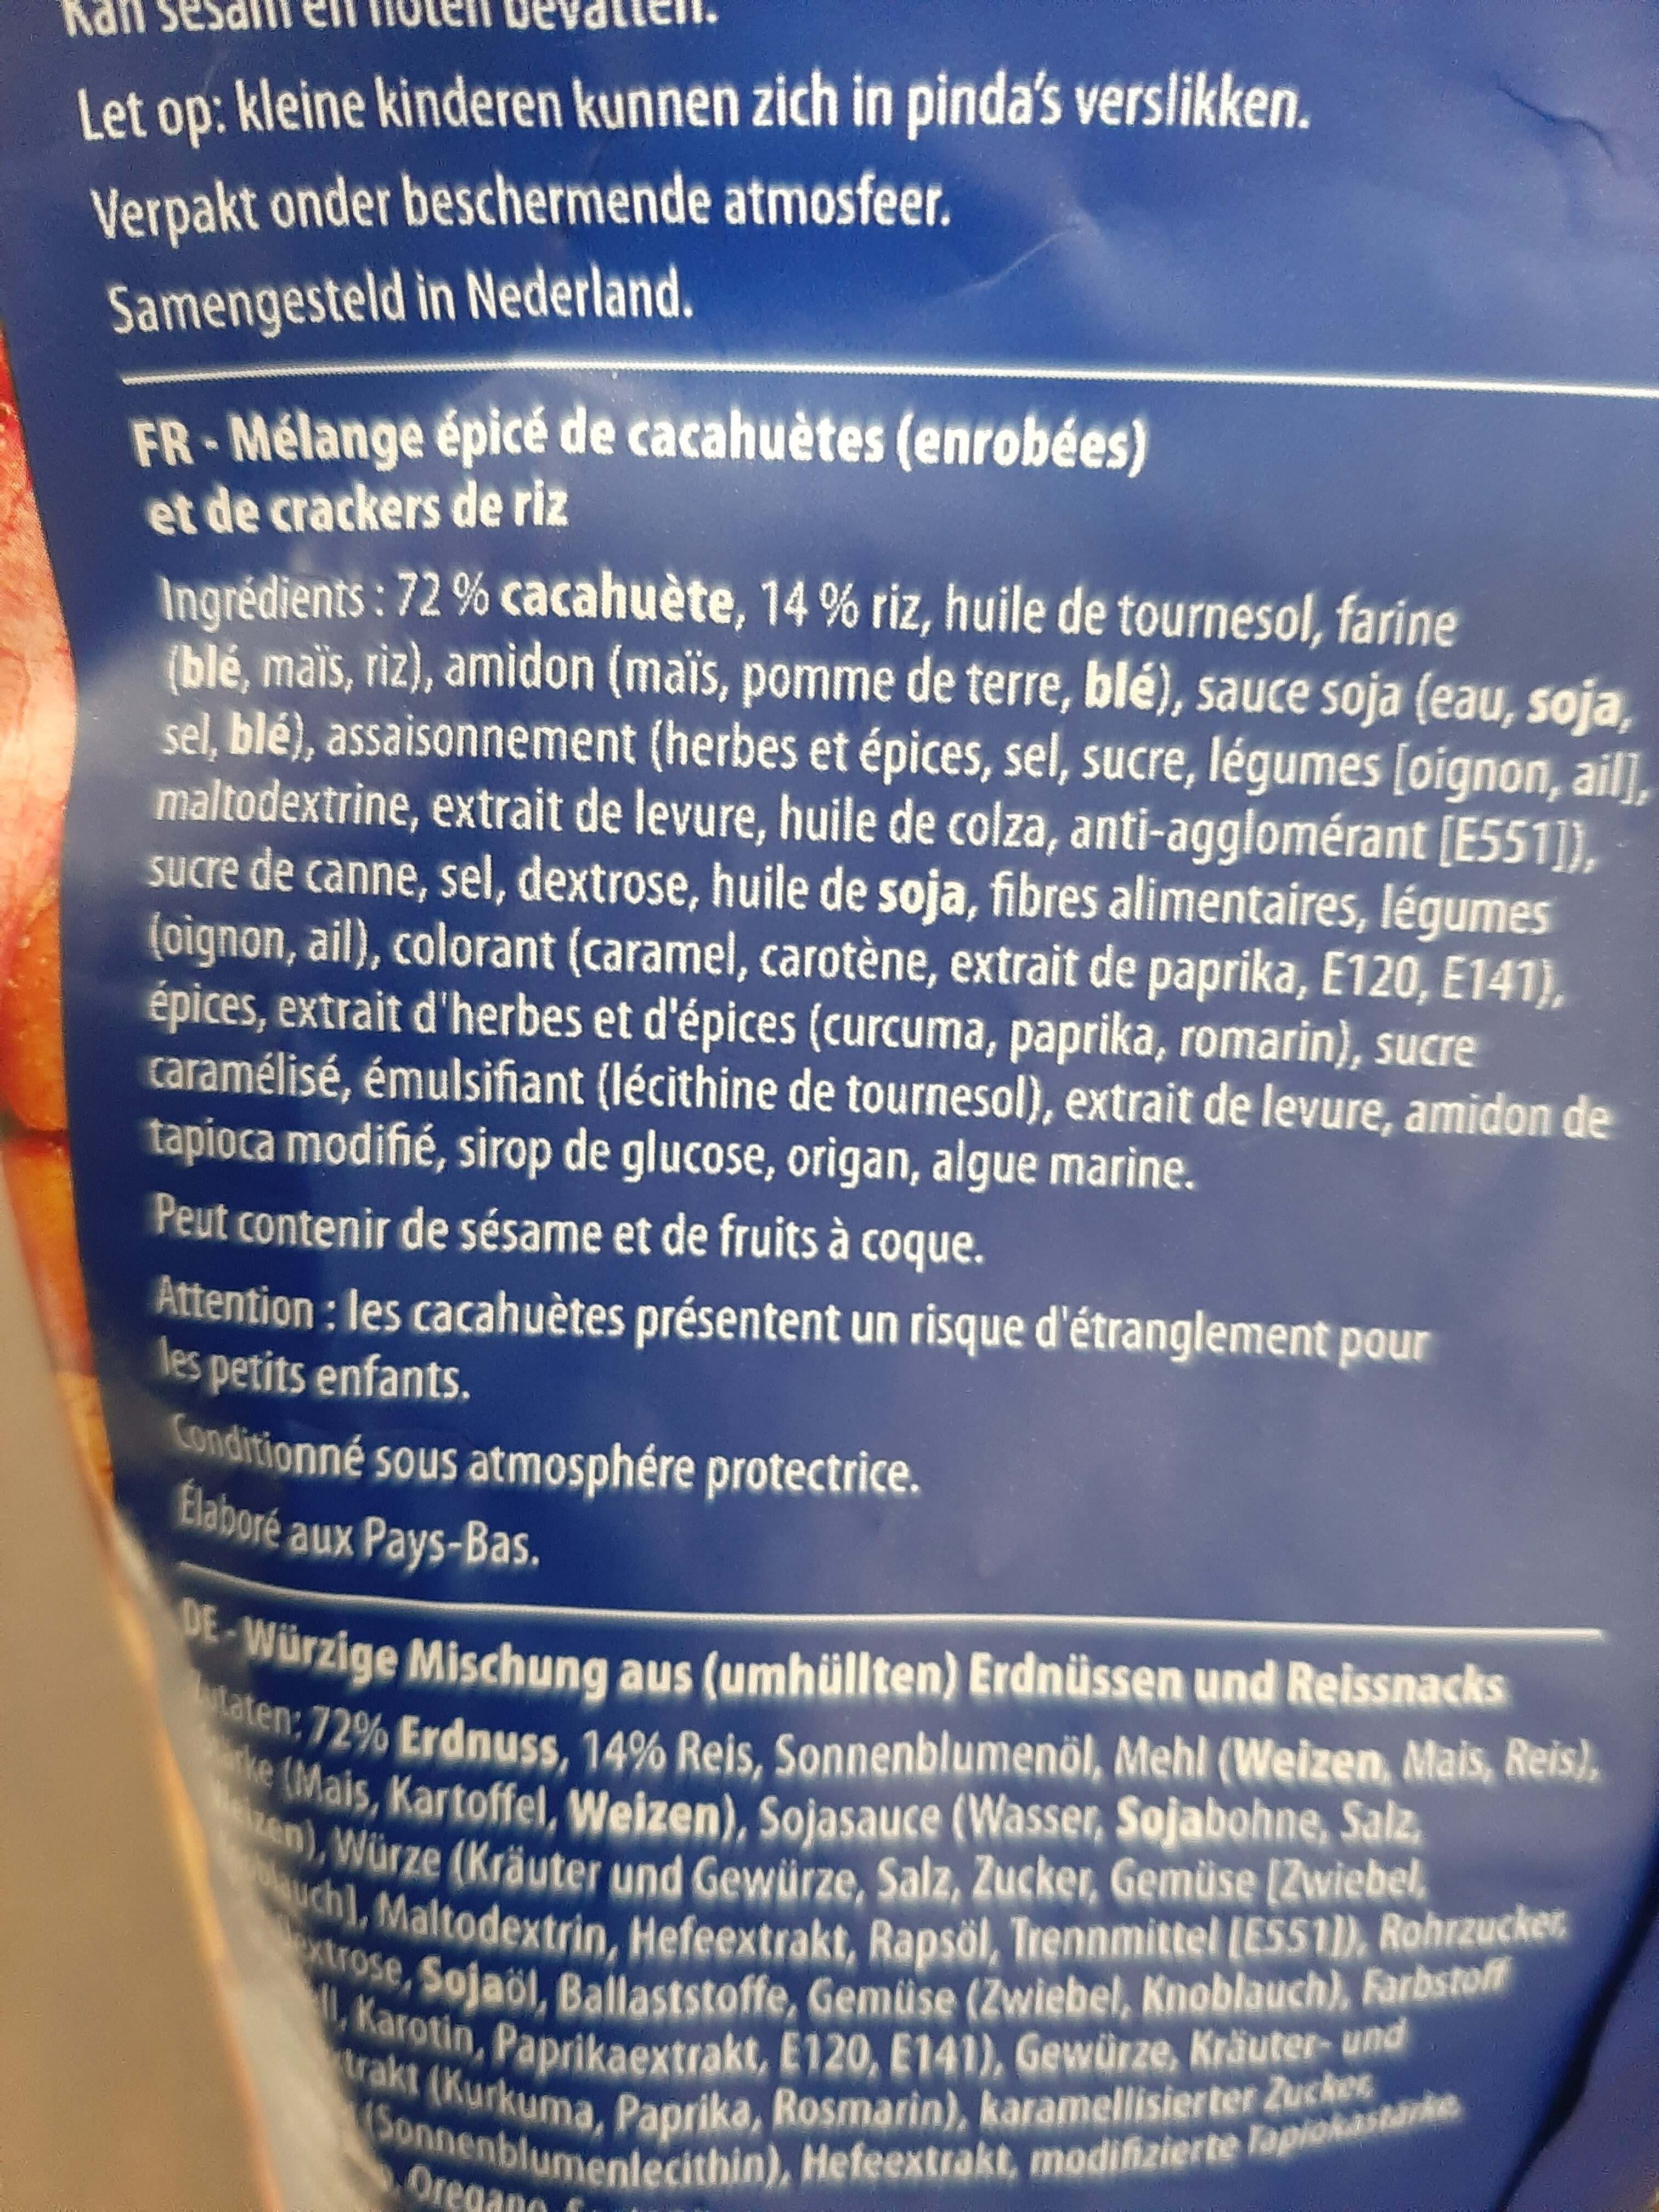 Kan sesam en noten bevatten.
Let op: kleine kinderen kunnen zich in pinda's verslikken.
Verpakt onder beschermende atmosfeer.
Samengesteld in Nederland.
FR - Mélange épicé de cacahuètes (enrobées)
et de crackers de riz
Ingrédients : 72 % cacahuète, 14 % riz, huile de tournesol, farine
(blé, maïs, riz), amidon (maïs, pomme de terre, blé), sauce soja (eau, soja,
sel, blé), assaisonnement (herbes et épices, sel, sucre, légumes [oignon, ail],
maltodextrine, extrait de levure, huile de colza, anti-agglomérant [E551]),
sucre de canne, sel, dextrose, huile de soja, fibres alimentaires, légumes
(oignon, ail), colorant (caramel, carotène, extrait de paprika, E120, E141),
épices, extrait d'herbes et d'épices (curcuma, paprika, romarin), sucre
caramélisé, émulsifiant (lécithine de tournesol), extrait de levure, amidon de
tapioca modifié, sirop de glucose, origan, algue marine.
Peut contenir de sésame et de fruits à coque.
Attention : les cacahuètes présentent un risque d'étranglement pour
les petits enfants.
Conditionné sous atmosphére protectrice.
Élaboré aux Pays-Bas.
DE - Würzige Mischung aus (umhüllten) Erdnüssen und Reissnacks
72% Erdnuss, 14% Reis, Sonnenblumenöl, Mehl (Weizen, Mais, Reis),
(Mais, Kartoffel, Weizen), Sojasauce (Wasser, Sojabohne, Salz,
Würze (Kräuter und Gewürze, Salz, Zucker, Gemüse [Zwiebel,
Maltodextrin, Hefeextrakt, Rapsöl, Trennmittel [E551]), Rohrzucker,
Sojaöl, Ballaststoffe, Gemüse (Zwiebel, Knoblauch), Farbstoff
Karotin, Paprikaextrakt, E120, E141), Gewürze, Kräuter- und
(Kurkuma, Paprika, Rosmarin), karamellisierter Zucker,
(Sonnenblumenlecithin), Hefeextrakt, modifizierte Tapiokastärke,
Oregano,